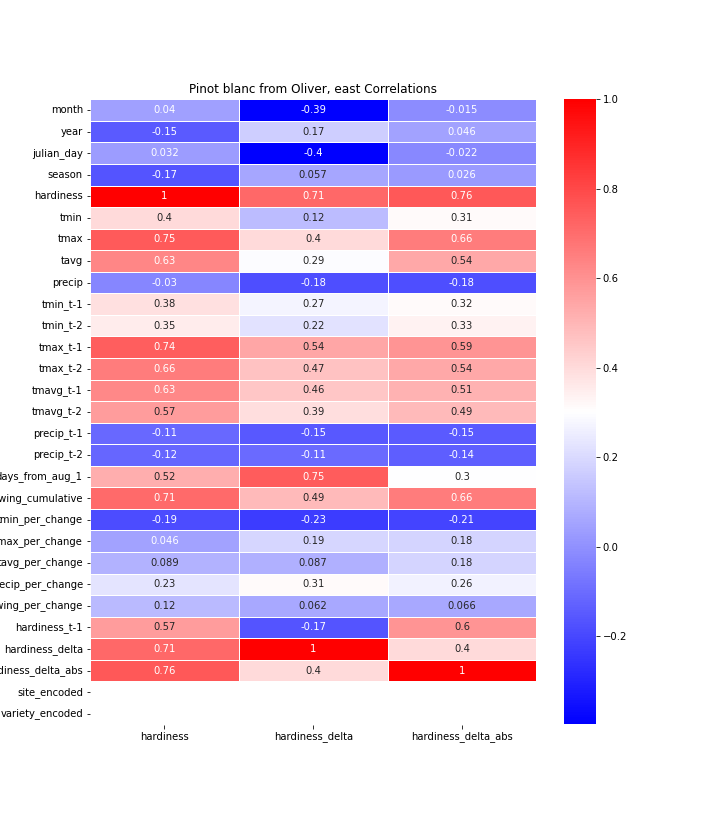 Pinot blanc from Oliver, east Correlations
month 0.04 -0.39 -0.015
year -0.15 0.17 0.046
julian_day 0.032 -0.4 -0.022
season -0.17 0.057 0.026
hardiness 1 0.71 0.76
tmin 0.4 0.12 0.31
tmax 0.75 0.4 0.66
tavg 0.63 0.29 0.54
precip -0.03 -0.18 -0.18
tmin_t-1 0.38 0.27 0.32
tmin_t-2 0.35 0.22 0.33
tmax_t-1 0.74 0.54 0.59
tmax_t-2 0.66 0.47 0.54
tmavg_t-1 0.63 0.46 0.51
tmavg_t-2 0.57 0.39 0.49
precip_t-1 -0.11 -0.15 -0.15
precip_t-2 -0.12 -0.11 -0.14
days_from_aug_1 0.52 0.75 0.3
wing_cumulative 0.71 0.49 0.66
tmin_per_change -0.19 -0.23 -0.21
max_per_change 0.046 0.19 0.18
tavg_per_change 0.089 0.087 0.18
ecip_per_change 0.23 0.31 0.26
wing_per_change 0.12 0.062 0.066
hardiness_t-1 0.57 -0.17 0.6
hardiness_delta 0.71 1 0.4
diness_delta_abs 0.76 0.4 1
site_encoded
variety_encoded
hardiness hardiness_delta hardiness_delta_abs
1.0
0.8
0.6
0.4
0.2
0.0
−0.2